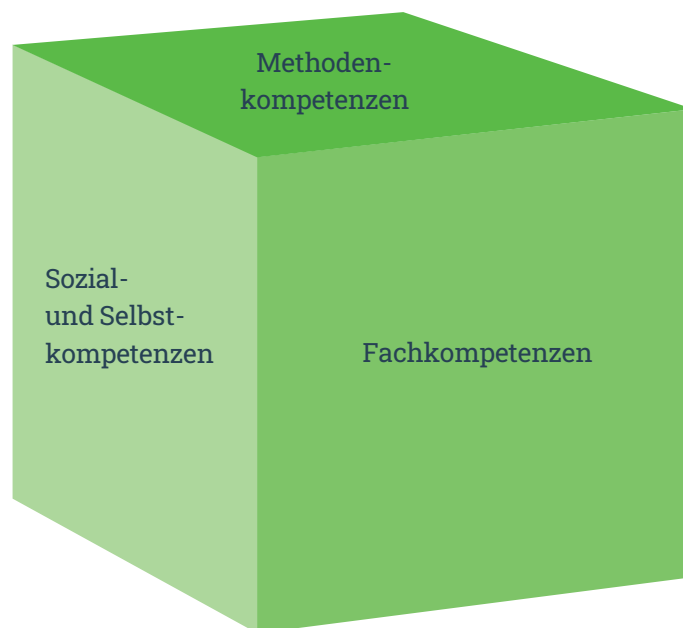 Methoden-
kompetenzen
Sozial-
und Selbst-
kompetenzen
Fachkompetenzen